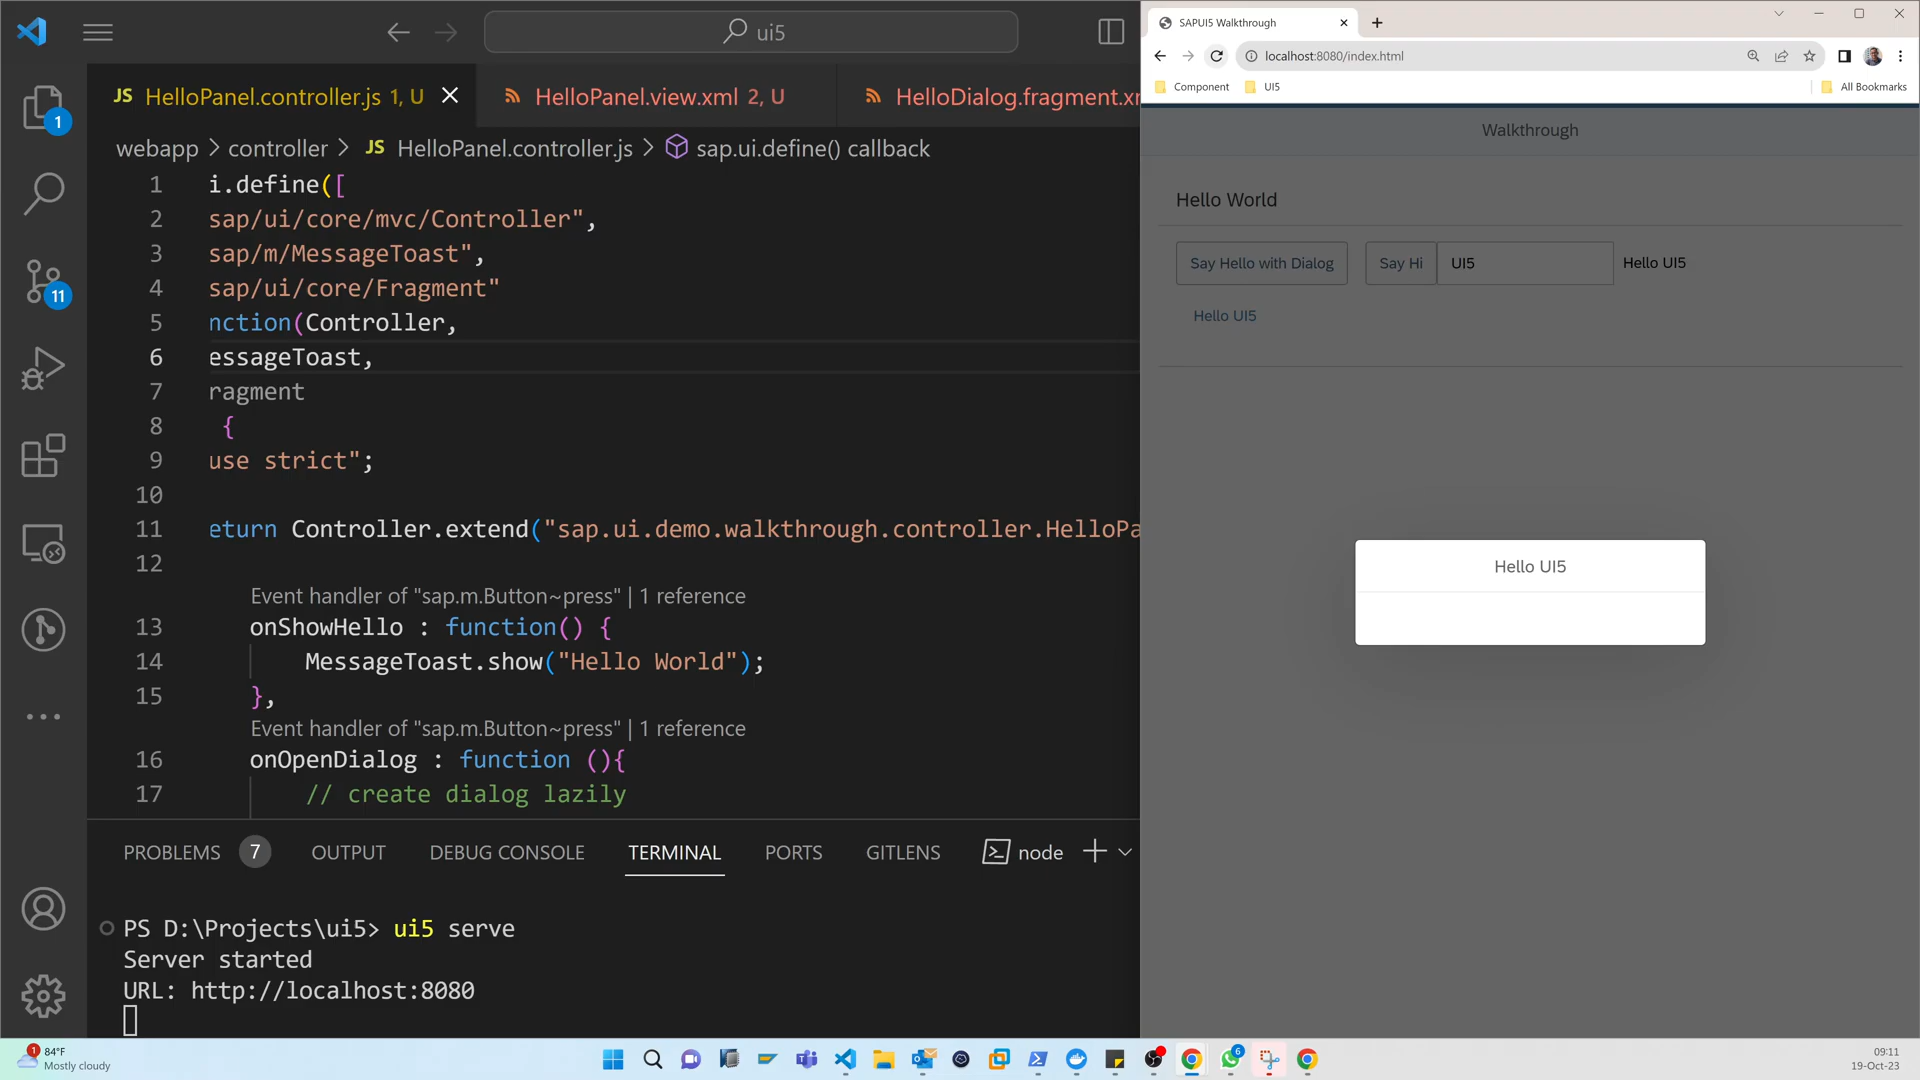 ui5
JS HelloPanel.controller.js 1, U
HelloPanel.view.xml 2, U
HelloDialog.fragment.xm
webapp > controller > JS HelloPanel.controller.js > sap.ui.define() callback
1 i.define([
2 sap/ui/core/mvc/Controller",
3 sap/m/MessageToast",
4 sap/ui/core/Fragment"
5 nction(Controller,
6 essageToast,
7 ragment
8 {
9 use strict";
10
11 eturn Controller.extend("sap.ui.demo.walkthrough.controller.HelloPa
12
Event handler of "sap.m.Button~press" | 1 reference
13 onShowHello : function() {
14 MessageToast.show("Hello World");
15 },
Event handler of "sap.m.Button~press" | 1 reference
16 onOpenDialog : function (){
17 // create dialog lazily
1
11
PROBLEMS 7 OUTPUT DEBUG CONSOLE TERMINAL PORTS GITLENS node
PS D:\Projects\ui5> ui5 serve
Server started
URL: http://localhost:8080
SAPUI5 Walkthrough
localhost:8080/index.html
Component UI5 All Bookmarks
Walkthrough
Hello World
Say Hello with Dialog Say Hi UI5 Hello UI5
Hello UI5
Hello UI5
1 84°F
Mostly cloudy
6
09:11
19-Oct-23